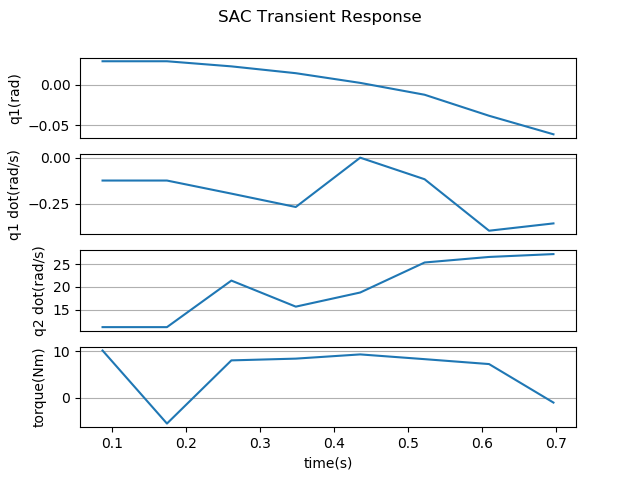 SAC Transient Response
q1(rad)
0.00
−0.05
q1 dot(rad/s)
0.00
−0.25
q2 dot(rad/s)
25
20
15
torque(Nm)
10
0
0.1 0.2 0.3 0.4 0.5 0.6 0.7
time(s)